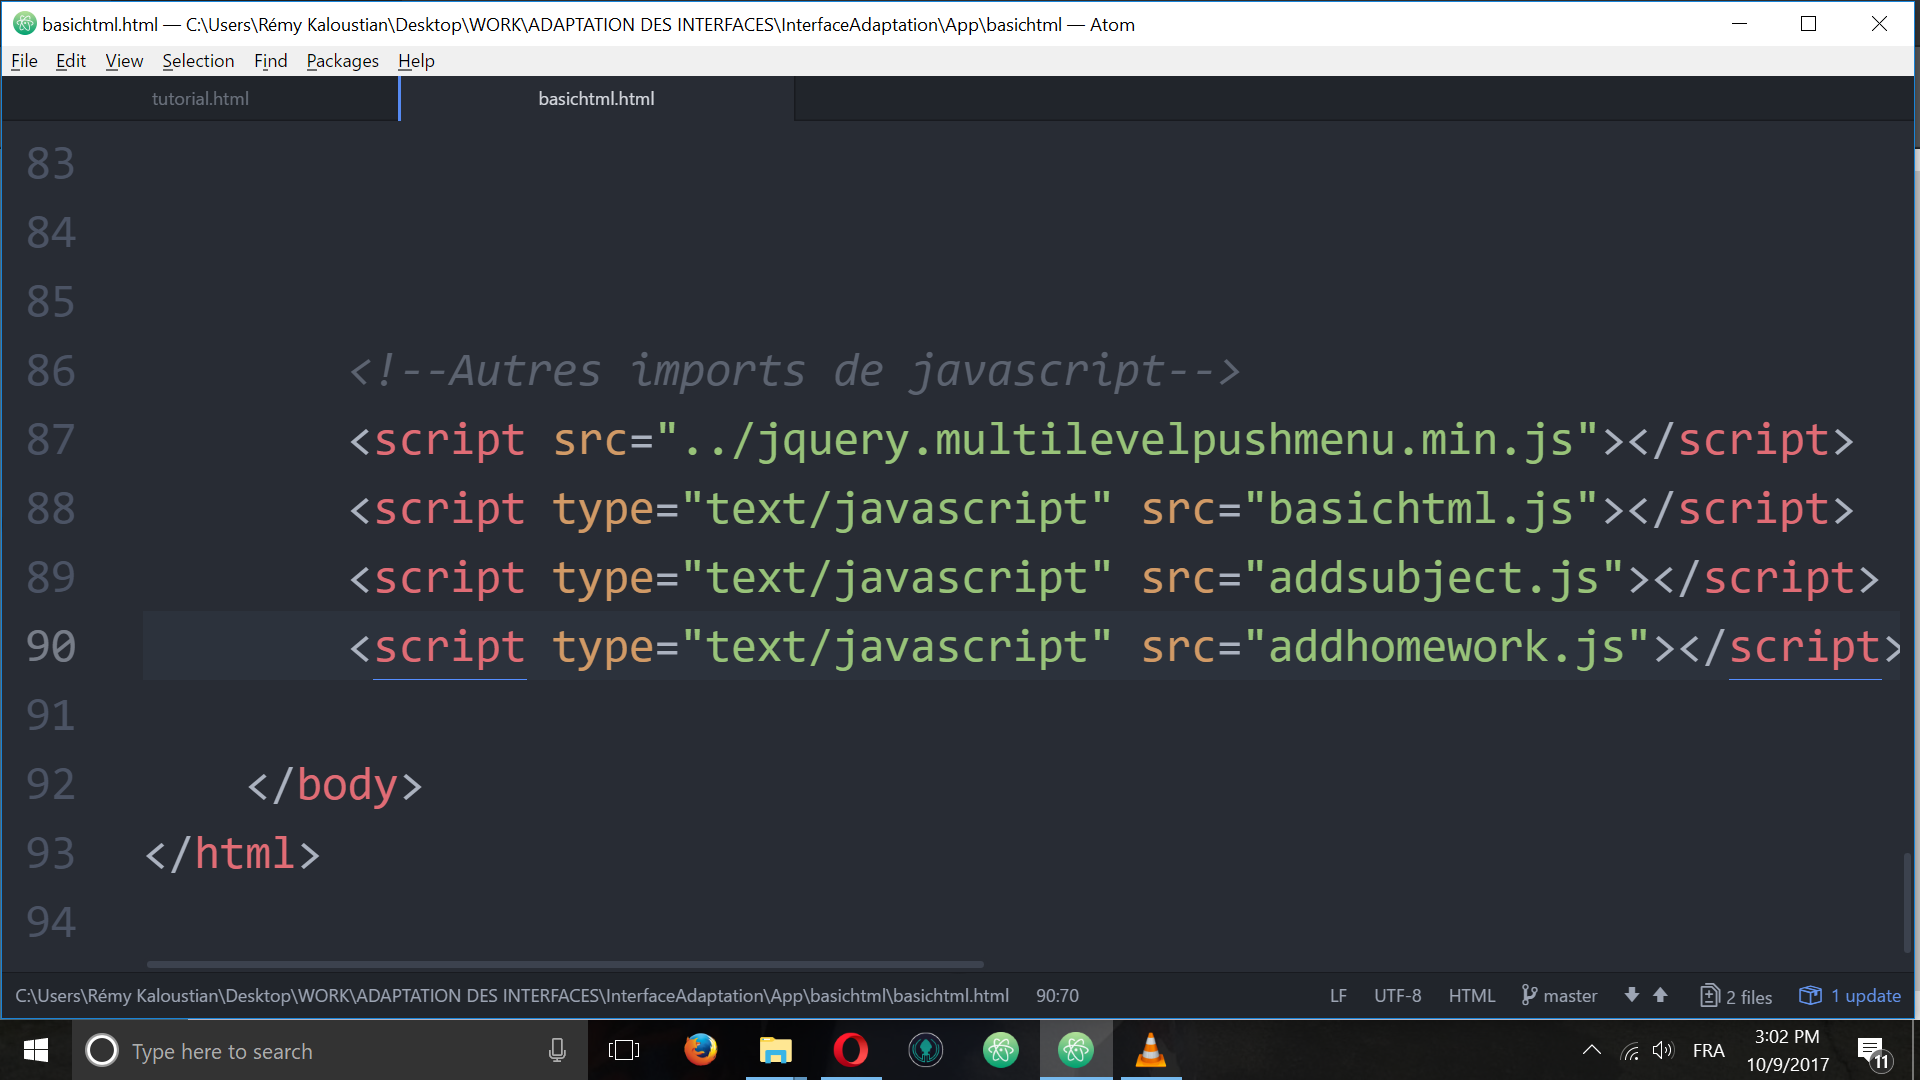 basichtml.html — C:\Users\Rémy Kaloustian\Desktop\WORK\ADAPTATION DES INTERFACES\InterfaceAdaptation\App\basichtml — Atom
File Edit View Selection Find Packages Help
tutorial.html basichtml.html
83
84
85
86 <!--Autres imports de javascript-->
87 <script src="../jquery.multilevelpushmenu.min.js"></script>
88 <script type="text/javascript" src="basichtml.js"></script>
89 <script type="text/javascript" src="addsubject.js"></script>
90 <script type="text/javascript" src="addhomework.js"></script>
91
92 </body>
93 </html>
94
C:\Users\Rémy Kaloustian\Desktop\WORK\ADAPTATION DES INTERFACES\InterfaceAdaptation\App\basichtml\basichtml.html 90:70 LF UTF-8 HTML master 2 files 1 update
Type here to search FRA 3:02 PM
10/9/2017 11